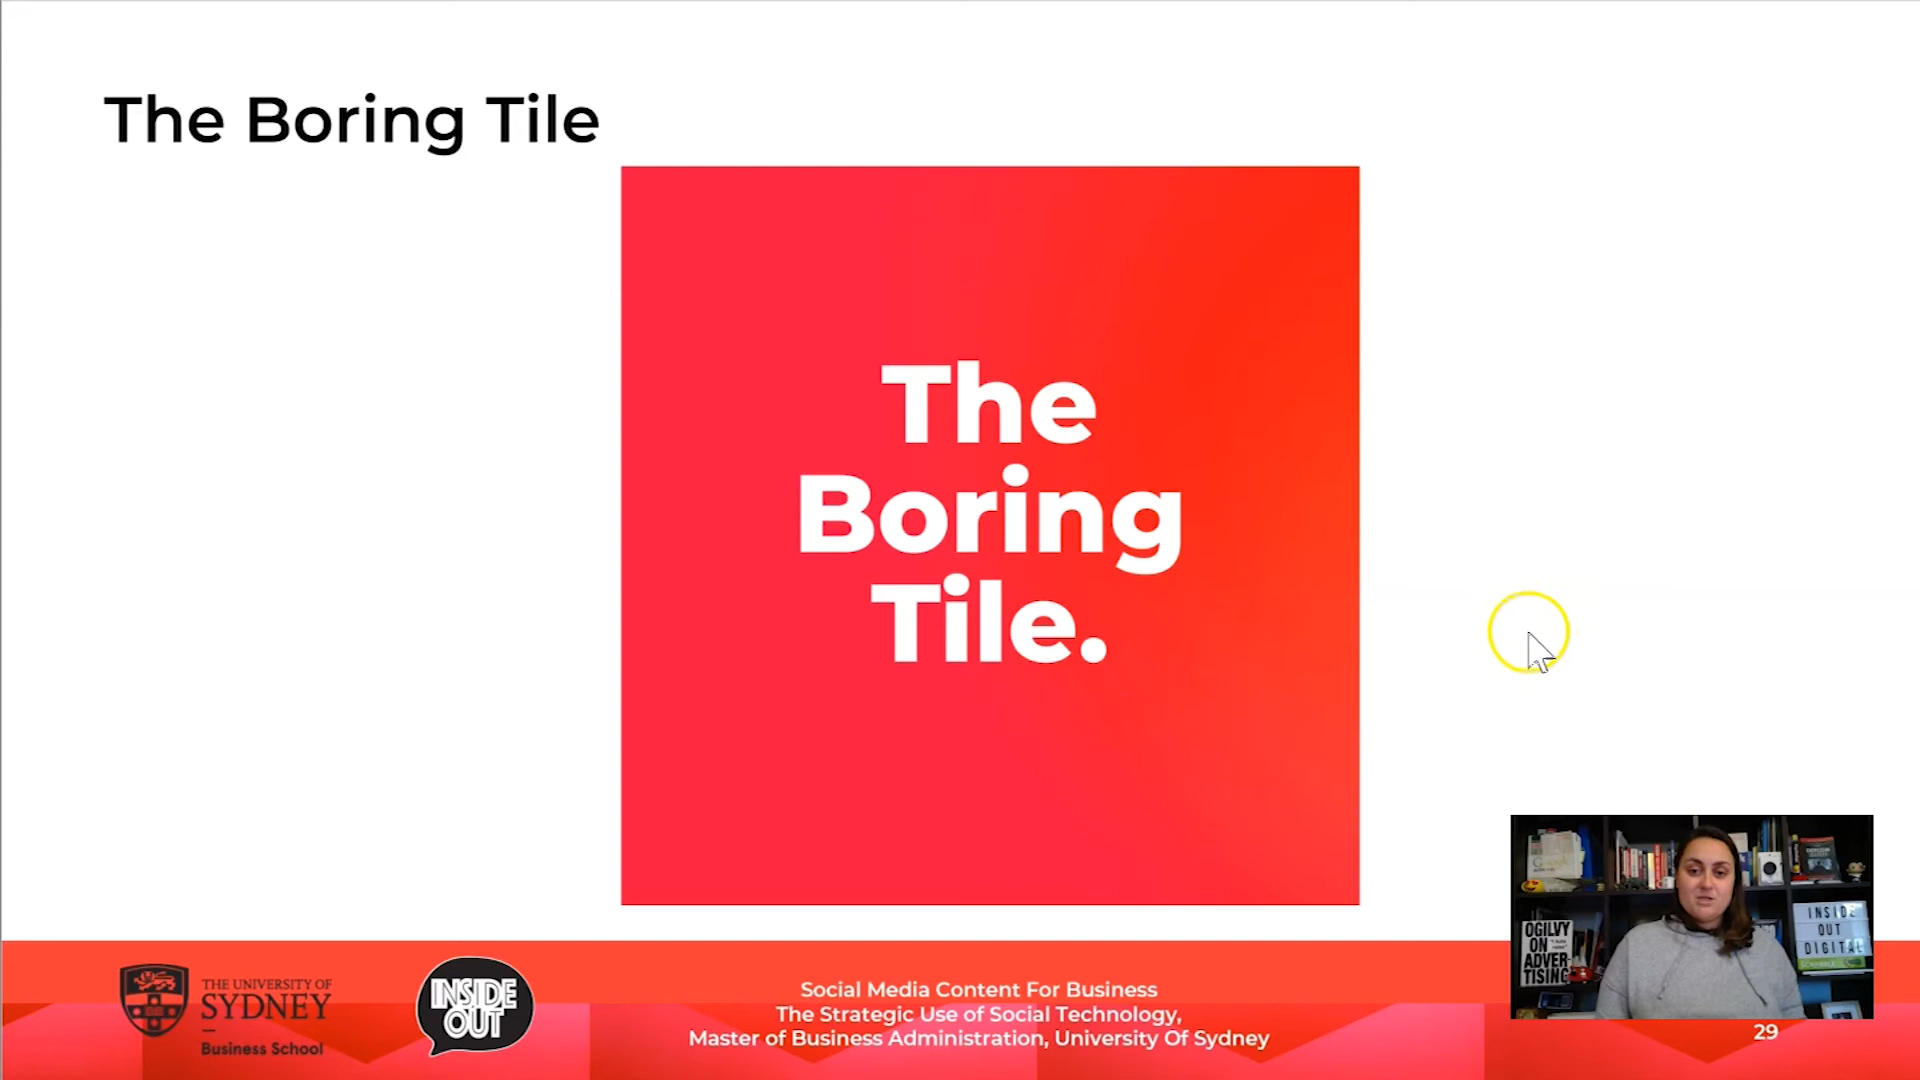 The Boring Tile
The
Boring
Tile.
THE UNIVERSITY OF
SYDNEY
Business School
INSIDE
OUT
Social Media Content For Business
The Strategic Use of Social Technology,
Master of Business Administration, University Of Sydney
OGILVY
ON
ADVER-
TISING
INSIDE
OUT
DIGITAL
29